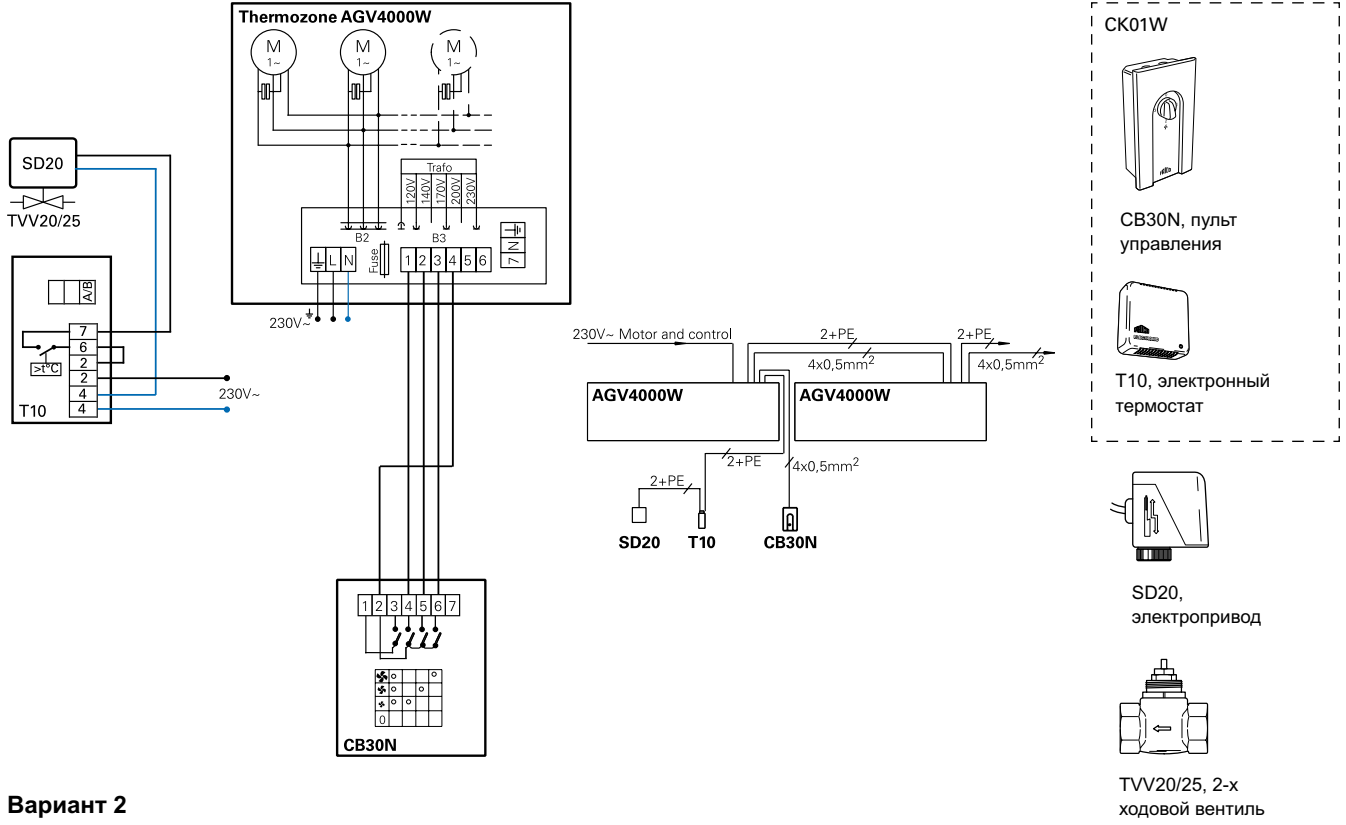 Thermozone AGV4000W
M
1~
M
1~
M
1~
Trafo
120V
140V
170V
200V
230V
B2
B3
Fuse
L N
1 2 3 4 5 6
N
7
230V~
SD20
TVV20/25
A/B
7
6
2
2
4
4
>t°C
T10
230V~
1 2 3 4 5 6 7
0
CB30N
230V~ Motor and control
2+PE
2+PE
4x0,5mm2
4x0,5mm2
AGV4000W
AGV4000W
2+PE
4x0,5mm2
2+PE
SD20
T10
CB30N
CK01W
CB30N, пульт
управления
T10, электронный
термостат
SD20,
электропривод
TVV20/25, 2-х
ходовой вентиль
Вариант 2